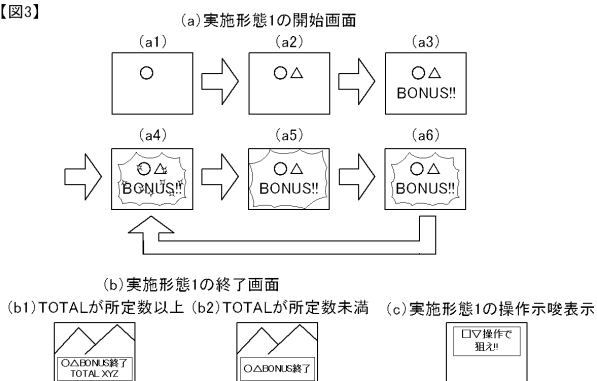 【図3】
(a)実施形態1の開始画面
(a1)
(a2)
(a3)
○
○△
○△
BONUS!!
(a4)
(a5)
(a6)
○△
BONUS!!
○△
BONUS!!
○△
BONUS!!
(b)実施形態1の終了画面
(b1)TOTALが所定数以上
(b2)TOTALが所定数未満
(c)実施形態1の操作示唆表示
○△BONUS終了
TOTAL XYZ
○△BONUS終了
□▽操作で
狙え!!